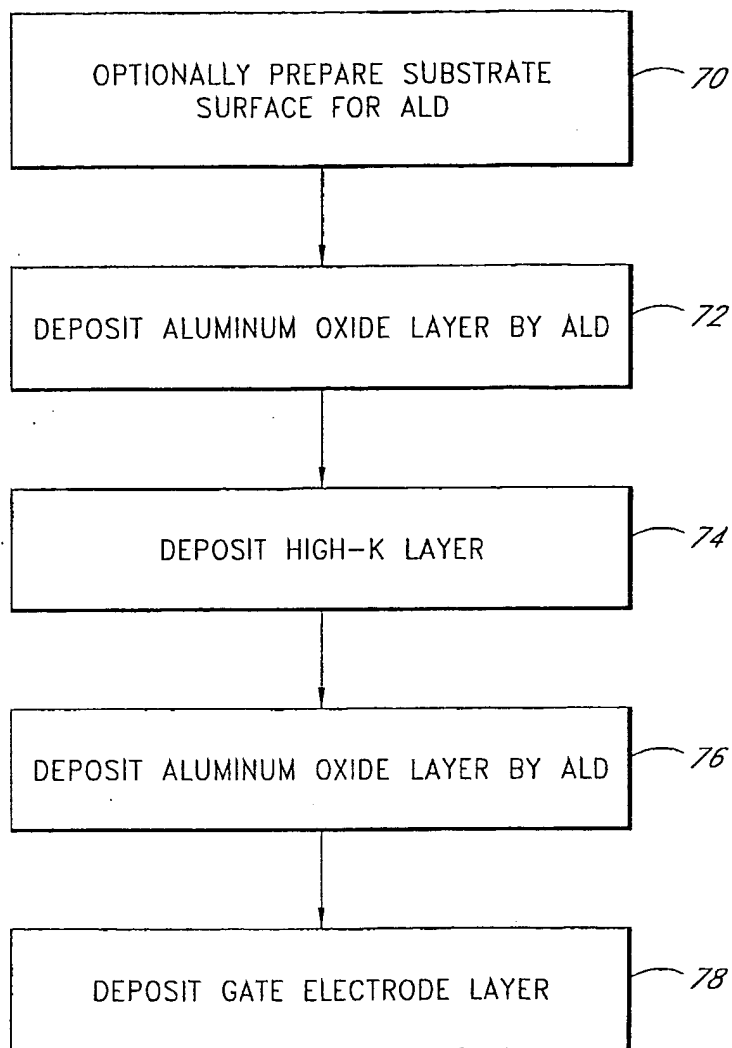 OPTIONALLY PREPARE SUBSTRATE
SURFACE FOR ALD
70
DEPOSIT ALUMINUM OXIDE LAYER BY ALD
72
DEPOSIT HIGH-K LAYER
74
DEPOSIT ALUMINUM OXIDE LAYER BY ALD
76
DEPOSIT GATE ELECTRODE LAYER
78